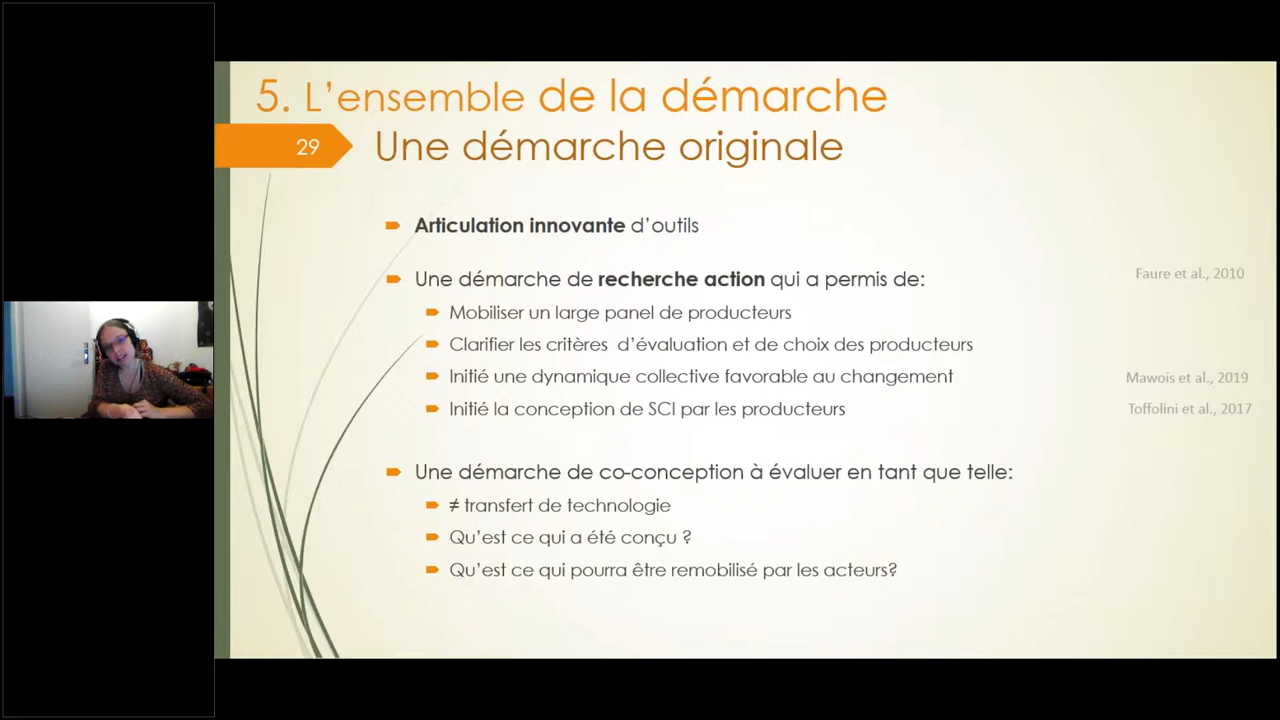 5. L’ensemble de la démarche
29
Une démarche originale
Articulation innovante d’outils
Une démarche de recherche action qui a permis de:
Faure et al., 2010
Mobiliser un large panel de producteurs
Clarifier les critères d’évaluation et de choix des producteurs
Initié une dynamique collective favorable au changement
Mawois et al., 2019
Initié la conception de SCI par les producteurs
Toffolini et al., 2017
Une démarche de co-conception à évaluer en tant que telle:
≠ transfert de technologie
Qu’est ce qui a été conçu ?
Qu’est ce qui pourra être remobilisé par les acteurs?